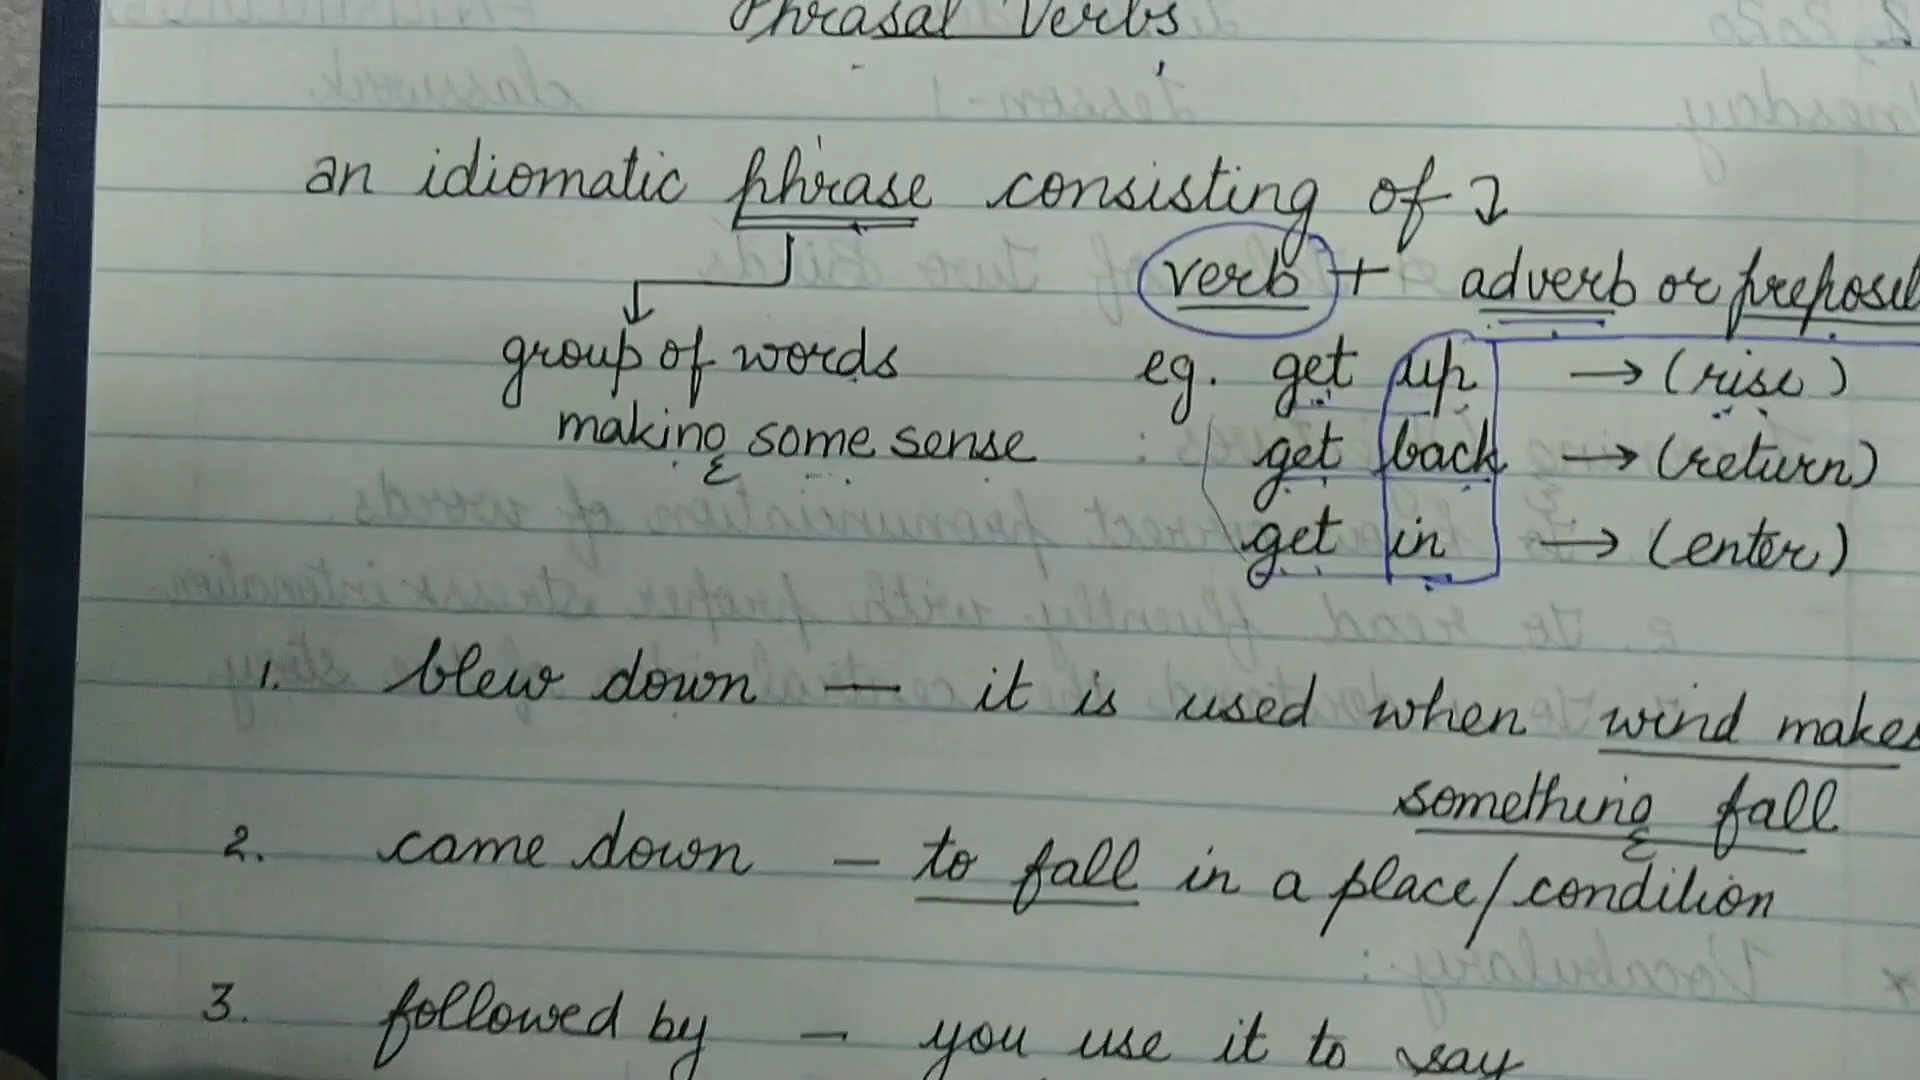 Phrasal Verbs
an idiomatic phrase consisting of
verb + adverb or preposit
group of words
making some sense
eg. get up → (rise)
get back → (return)
get in → (enter)
1. blew down — it is used when wind makes
something fall
2. came down - to fall in a place/condition
3. followed by - you use it to say